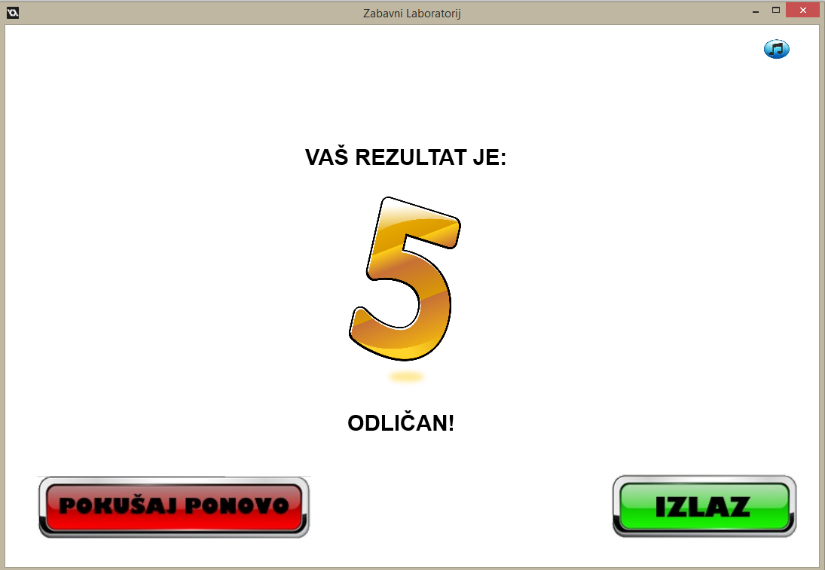 Zabavni Laboratorij
VAŠ REZULTAT JE:
5
ODLIČAN!
POKUŠAJ PONOVO
IZLAZ